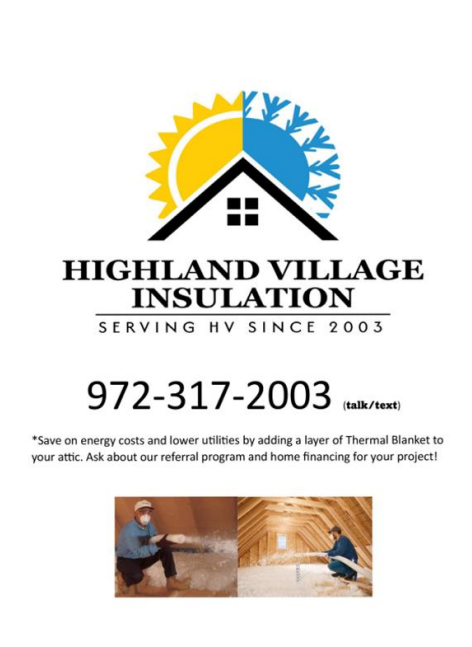 HIGHLAND VILLAGE
INSULATION
SERVING HV SINCE 2003
972-317-2003 (talk/text)
*Save on energy costs and lower utilities by adding a layer of Thermal Blanket to
your attic. Ask about our referral program and home financing for your project!